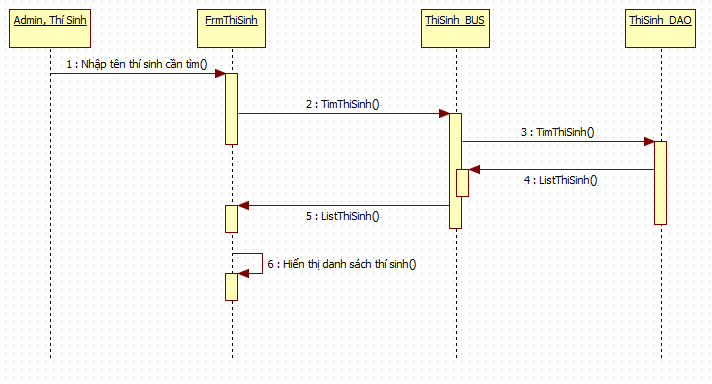 Admin, Thí Sinh
FrmThiSinh
ThiSinh_BUS
ThiSinh_DAO
1 : Nhập tên thí sinh cần tìm()
2 : TimThiSinh()
3 : TimThiSinh()
4 : ListThiSinh()
5 : ListThiSinh()
6 : Hiển thị danh sách thí sinh()